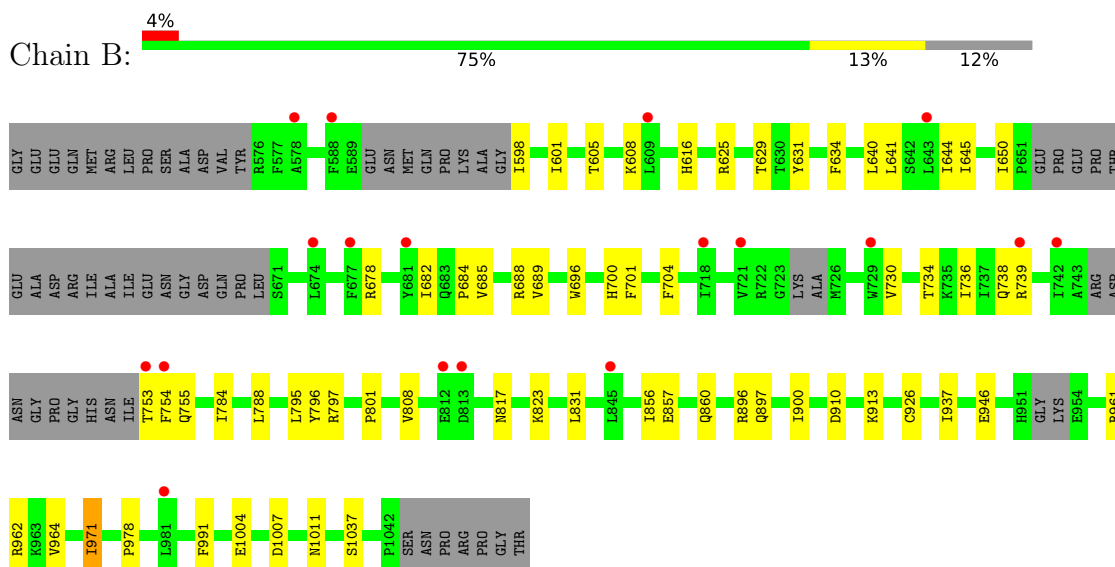 4%
Chain B:
75% 13% 12%
GLY GLU GLU GLU GLN MET ARG LEU PRO SER ALA ASP VAL TYR R576 F577 A578 F588 E589 GLU ASN MET GLN PRO LYS ALA GLY I598 I601 T605 K608 L609 H616 R625 T629 T630 Y631 F634 L640 L641 S642 L643 I644 I645 I650 P651 GLU PRO GLU PRO THR
GLU ALA ASP ARG ILE ALA ILE GLU ASN GLY ASP GLN PRO LEU S671 L674 F677 R678 Y681 I682 Q683 P684 V685 R688 V689 W696 H700 F701 F704 I718 V721 R722 G723 LYS ALA M726 W729 V730 T734 K735 I736 I737 Q738 R739 I742 A743 ARG ASP
ASN GLY PRO GLY HIS ASN ILE T753 F754 Q755 I784 L788 L795 Y796 R797 P801 V808 E812 D813 N817 K823 L831 L845 I856 E857 Q860 R896 Q897 I900 D910 K913 C926 I937 E946 H951 GLY LYS E954
R962 K963 V964 I971 P978 L981 F991 E1004 D1007 N1011 S1037 P1042 SER ASN PRO ARG PRO GLY THR